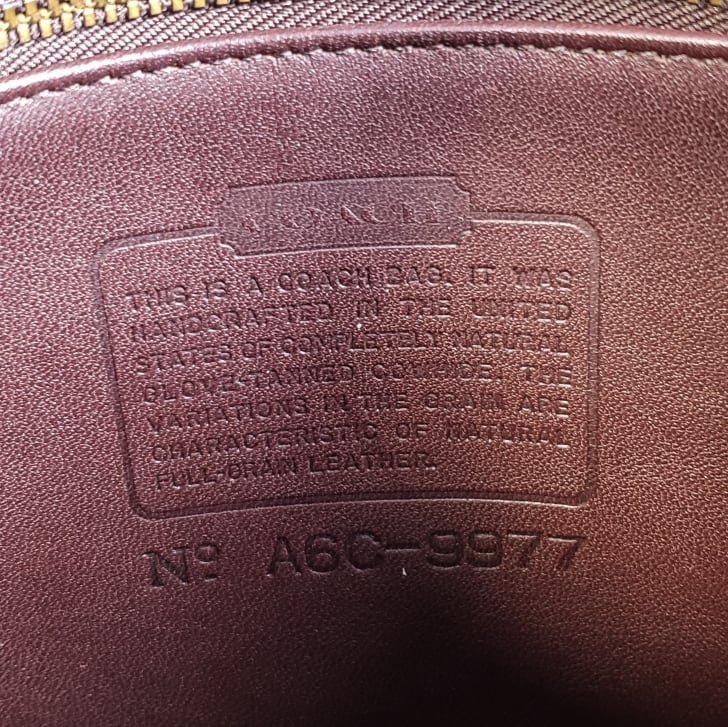 COACH
THIS IS A COACH BAG. IT WAS
HANDCRAFTED IN THE UNITED
STATES OF COMPLETELY NATURAL
GLOVE-TANNED COWHIDE. THE
VARIATIONS IN THE GRAIN ARE
CHARACTERISTIC OF NATURAL
FULL-GRAIN LEATHER.
Nº A6C-9977